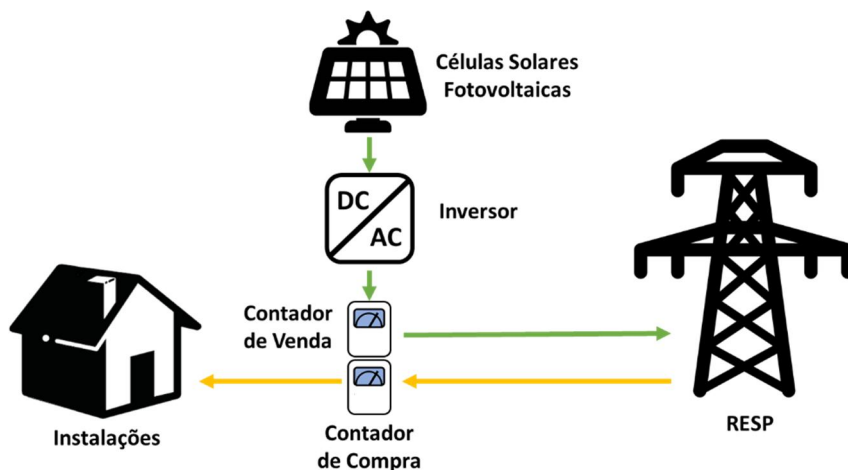 Células Solares
Fotovoltaicas
DC
AC
Inversor
Contador
de Venda
Instalações
Contador
de Compra
RESP